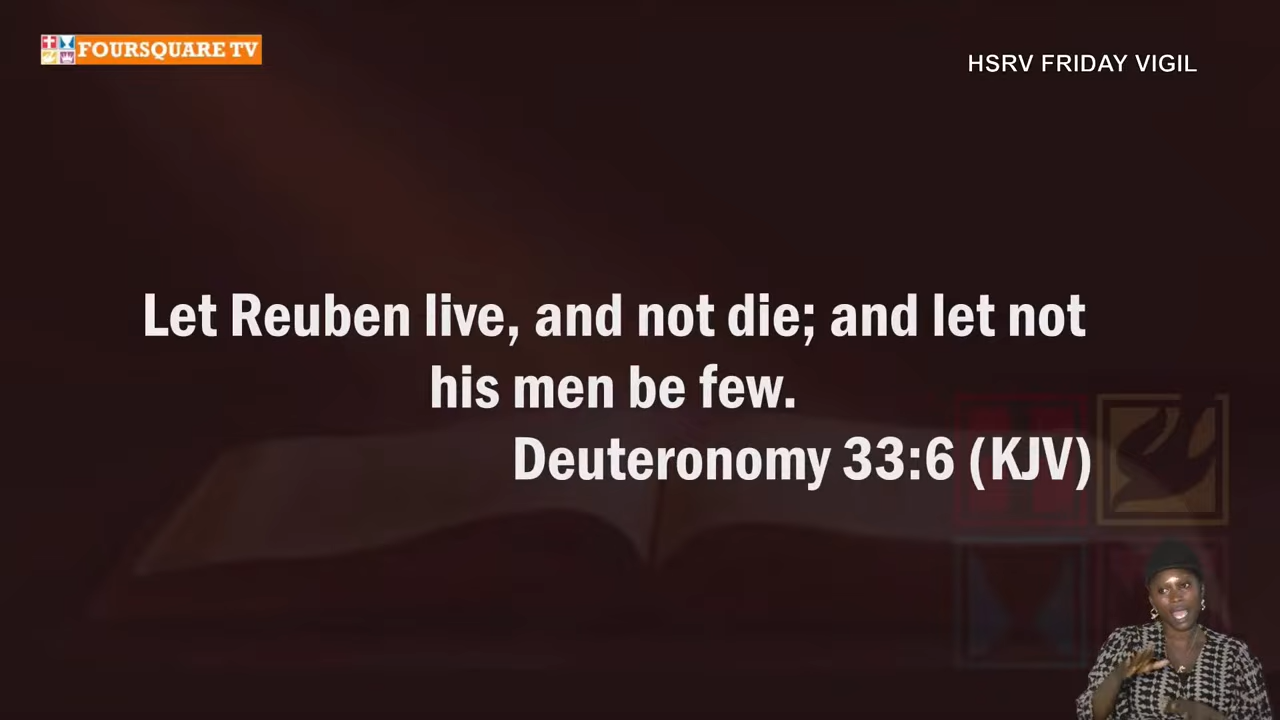 FOURSQUARE TV
HSRV FRIDAY VIGIL
Let Reuben live, and not die; and let not
his men be few.
Deuteronomy 33:6 (KJV)